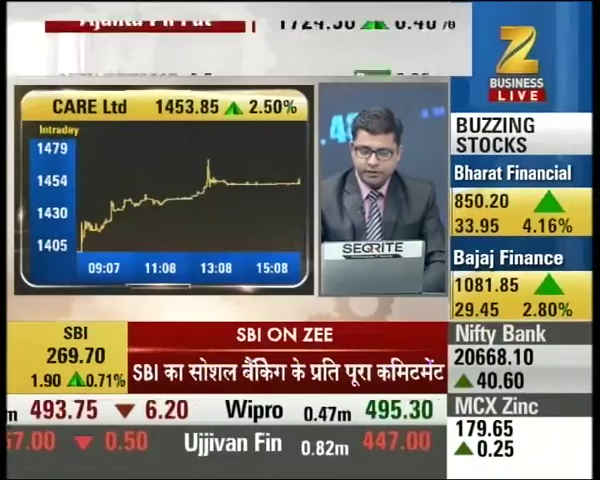 1724.50 0.40%
ZEE
BUSINESS
LIVE
CARE Ltd 1453.85 2.50%
Intraday
1479
1454
1430
1405
09:07 11:08 13:08 15:08
SEQRITE
BUZZING
STOCKS
Bharat Financial
850.20
33.95 4.16%
Bajaj Finance
1081.85
29.45 2.80%
SBI
269.70
1.90 0.71%
SBI ON ZEE
SBI का सोशल बैंकिंग के प्रति पूरा कमिटमेंट
Nifty Bank
20668.10
40.60
MCX Zinc
179.65
0.25
m 493.75 6.20 Wipro 0.47m 495.30
7.00 0.50 Ujjivan Fin 0.82m 447.00